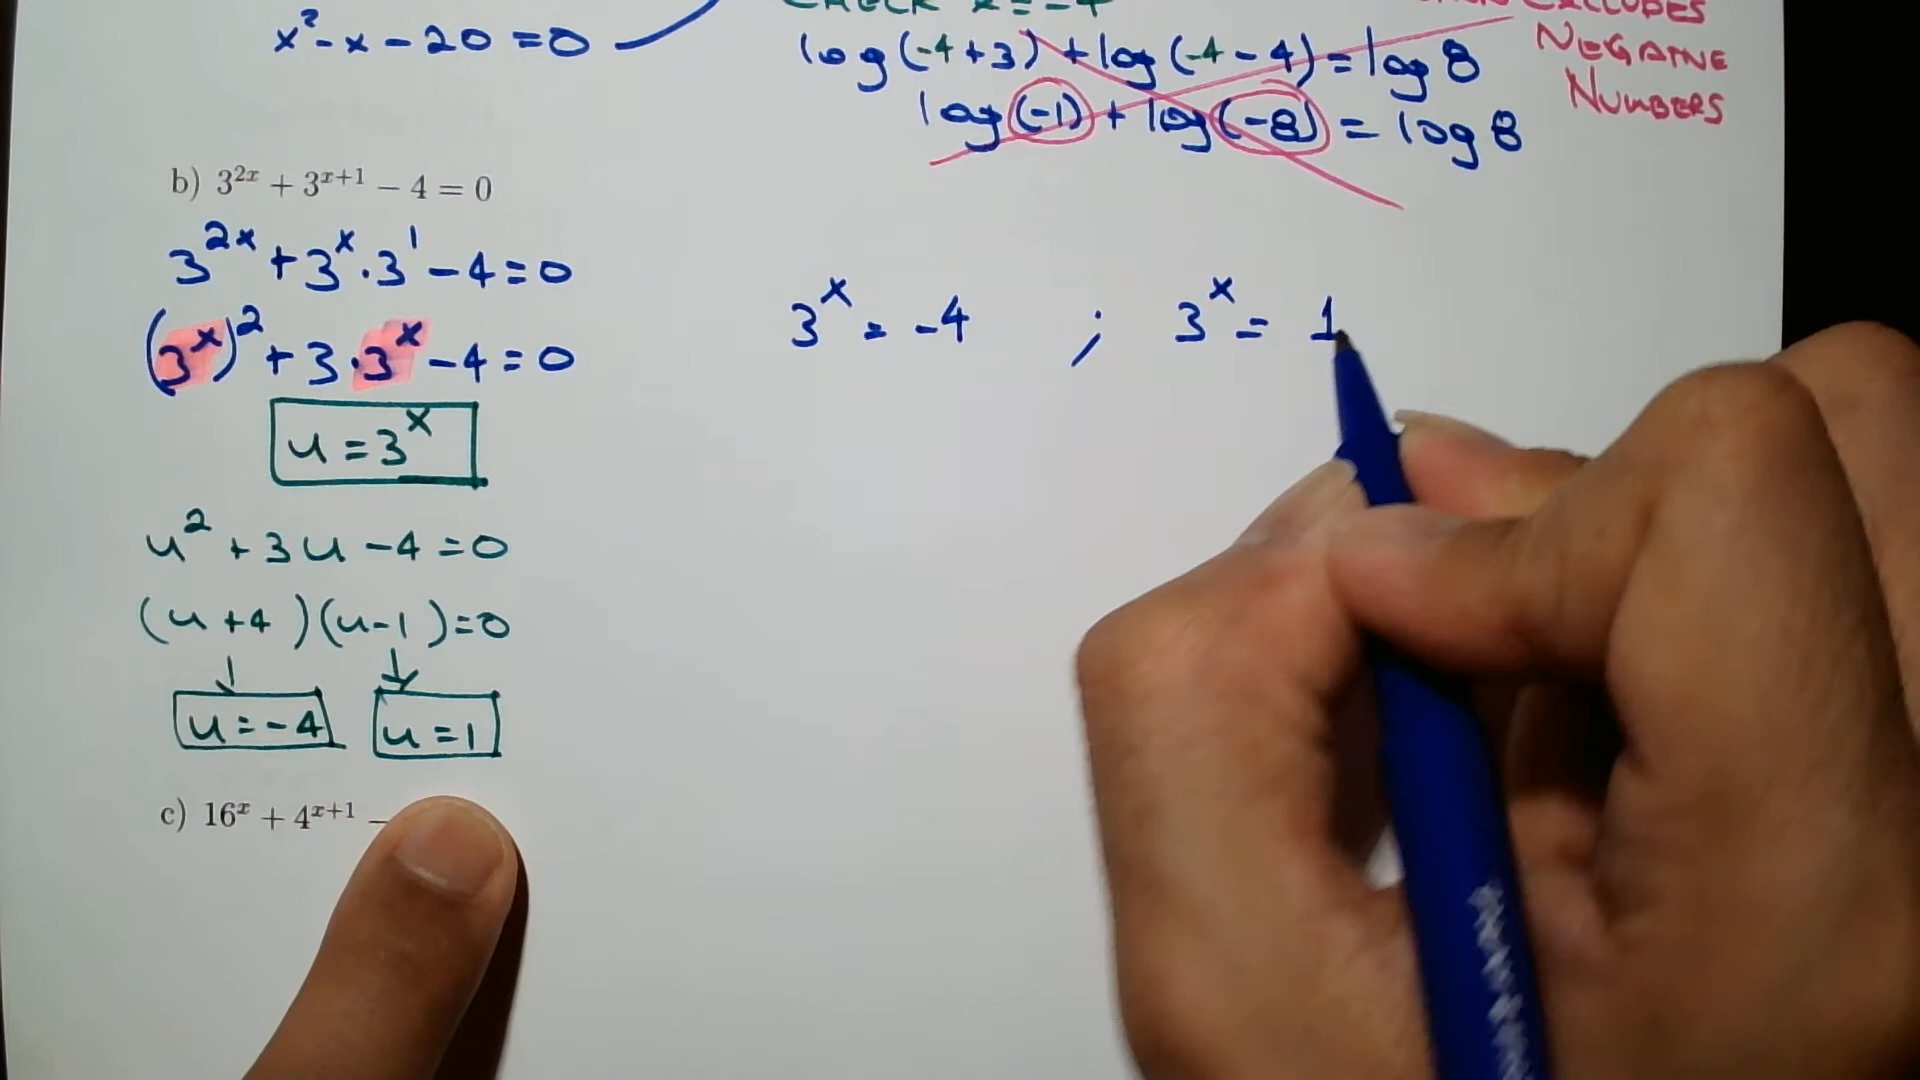 x² - x - 20 = 0
log(-4+3) + log(-4-4) = log 8
log(-1) + log(-8) = log 8
NEGATIVE
NUMBERS
b) 3^{2x} + 3^{x+1} − 4 = 0
3^{2x} + 3^x · 3^1 - 4 = 0
(3^x)² + 3 · 3^x - 4 = 0
u = 3^x
u² + 3u - 4 = 0
(u + 4)(u - 1) = 0
u = -4 u = 1
3^x = -4 ; 3^x = 1
c) 16^x + 4^{x+1} −